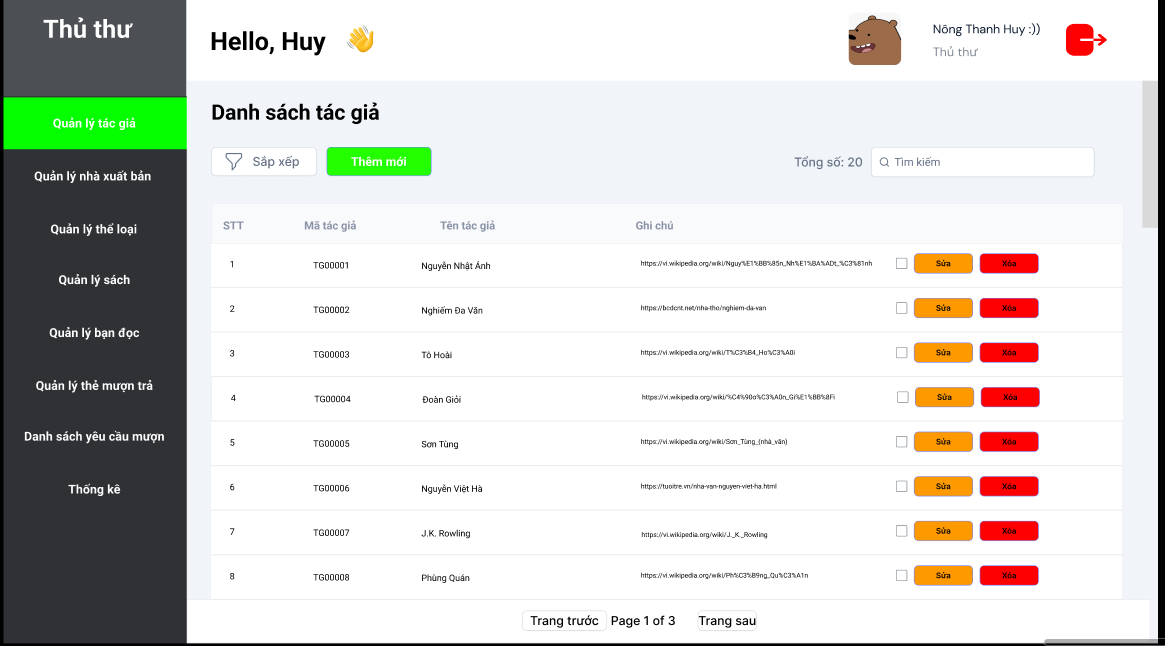 Thủ thư
Hello, Huy 👋
Nông Thanh Huy :))
Thủ thư
Quản lý tác giả
Quản lý nhà xuất bản
Quản lý thể loại
Quản lý sách
Quản lý bạn đọc
Quản lý thẻ mượn trả
Danh sách yêu cầu mượn
Thống kê
Danh sách tác giả
Sắp xếp Thêm mới Tổng số: 20 Tìm kiếm
STT Mã tác giả Tên tác giả Ghi chú
1 TG00001 Nguyễn Nhật Ánh https://vi.wikipedia.org/wiki/Nguy%E1%BB%85n_Nh%E1%BA%ADt_%C3%81nh Sửa Xóa
2 TG00002 Nghiêm Đa Văn https://bcdcnt.net/nha-tho/nghiem-da-van Sửa Xóa
3 TG00003 Tô Hoài https://vi.wikipedia.org/wiki/T%C3%B4_Ho%C3%A0i Sửa Xóa
4 TG00004 Đoàn Giỏi https://vi.wikipedia.org/wiki/%C4%90o%C3%A0n_Gi%E1%BB%8Fi Sửa Xóa
5 TG00005 Sơn Tùng https://vi.wikipedia.org/wiki/Sơn_Tùng_(nhà_văn) Sửa Xóa
6 TG00006 Nguyễn Việt Hà https://tuoitre.vn/nha-van-nguyen-viet-ha.html Sửa Xóa
7 TG00007 J.K. Rowling https://vi.wikipedia.org/wiki/J._K._Rowling Sửa Xóa
8 TG00008 Phùng Quán https://vi.wikipedia.org/wiki/Ph%C3%B9ng_Qu%C3%A1n Sửa Xóa
Trang trước Page 1 of 3 Trang sau